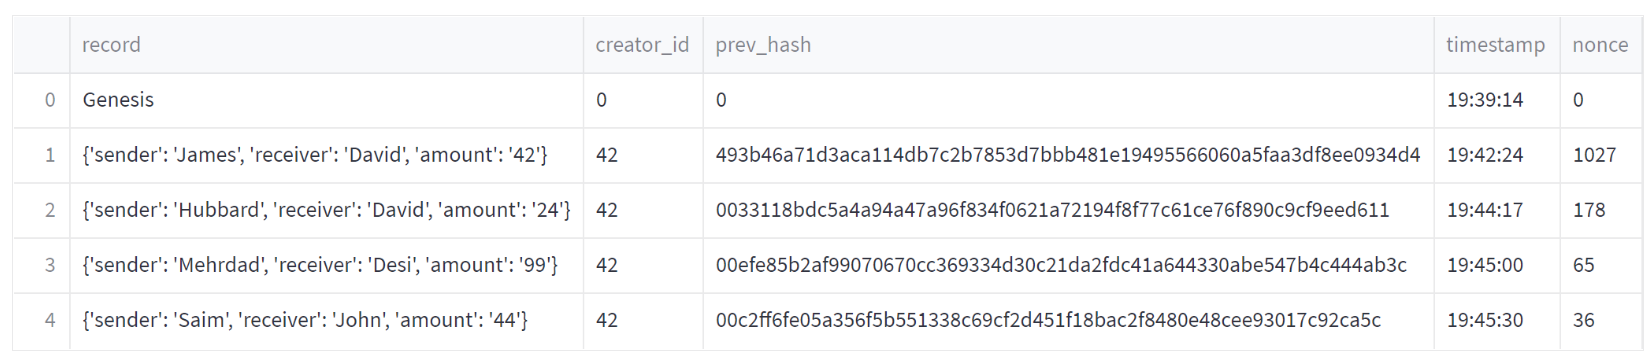 record creator_id prev_hash timestamp nonce
0 Genesis 0 0 19:39:14 0
1 {'sender': 'James', 'receiver': 'David', 'amount': '42'} 42 493b46a71d3aca114db7c2b7853d7bbb481e19495566060a5faa3df8ee0934d4 19:42:24 1027
2 {'sender': 'Hubbard', 'receiver': 'David', 'amount': '24'} 42 0033118bdc5a4a94a47a96f834f0621a72194f8f77c61ce76f890c9cf9eed611 19:44:17 178
3 {'sender': 'Mehrdad', 'receiver': 'Desi', 'amount': '99'} 42 00efe85b2af99070670cc369334d30c21da2fdc41a644330abe547b4c444ab3c 19:45:00 65
4 {'sender': 'Saim', 'receiver': 'John', 'amount': '44'} 42 00c2ff6fe05a356f5b551338c69cf2d451f18bac2f8480e48cee93017c92ca5c 19:45:30 36